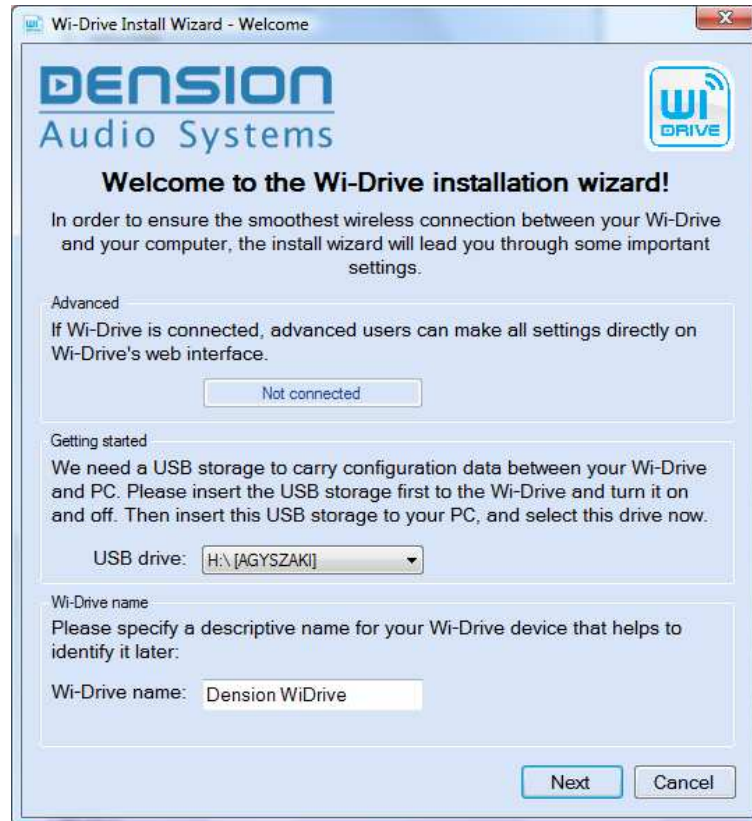 Wi-Drive Install Wizard - Welcome
DENSION
Audio Systems
WI
DRIVE
Welcome to the Wi-Drive installation wizard!
In order to ensure the smoothest wireless connection between your Wi-Drive
and your computer, the install wizard will lead you through some important
settings.
Advanced
If Wi-Drive is connected, advanced users can make all settings directly on
Wi-Drive's web interface.
Not connected
Getting started
We need a USB storage to carry configuration data between your Wi-Drive
and PC. Please insert the USB storage first to the Wi-Drive and turn it on
and off. Then insert this USB storage to your PC, and select this drive now.
USB drive: H:\ [AGYSZAKI]
Wi-Drive name
Please specify a descriptive name for your Wi-Drive device that helps to
identify it later:
Wi-Drive name: Dension WiDrive
Next Cancel